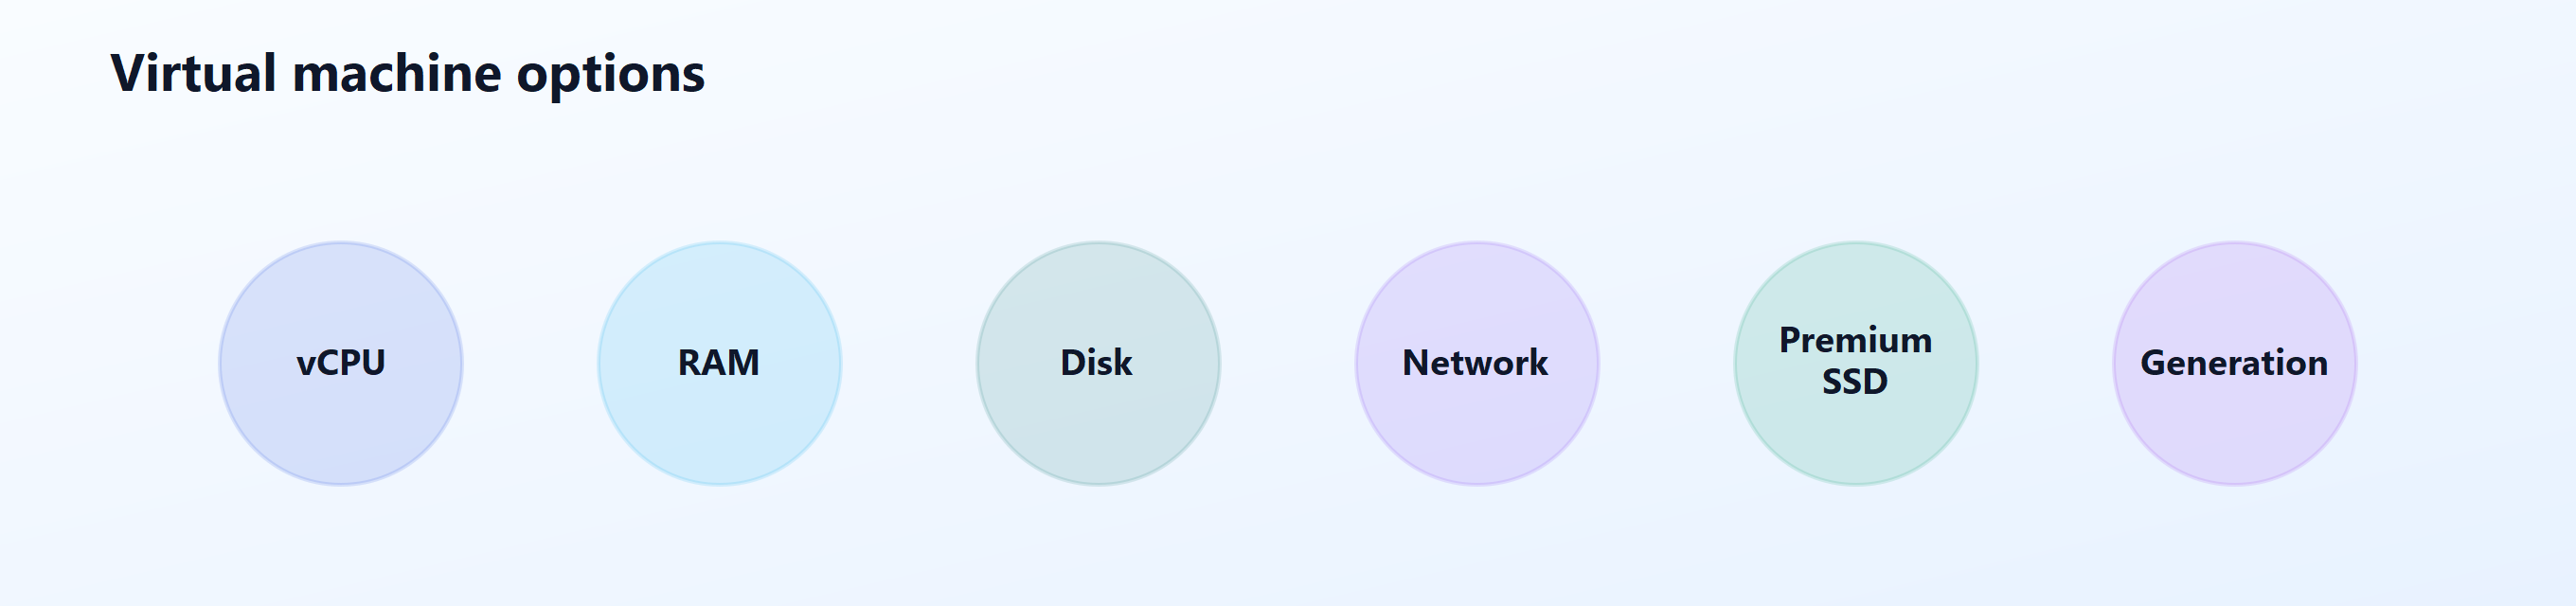 Virtual machine options
vCPU
RAM
Disk
Network
Premium
SSD
Generation